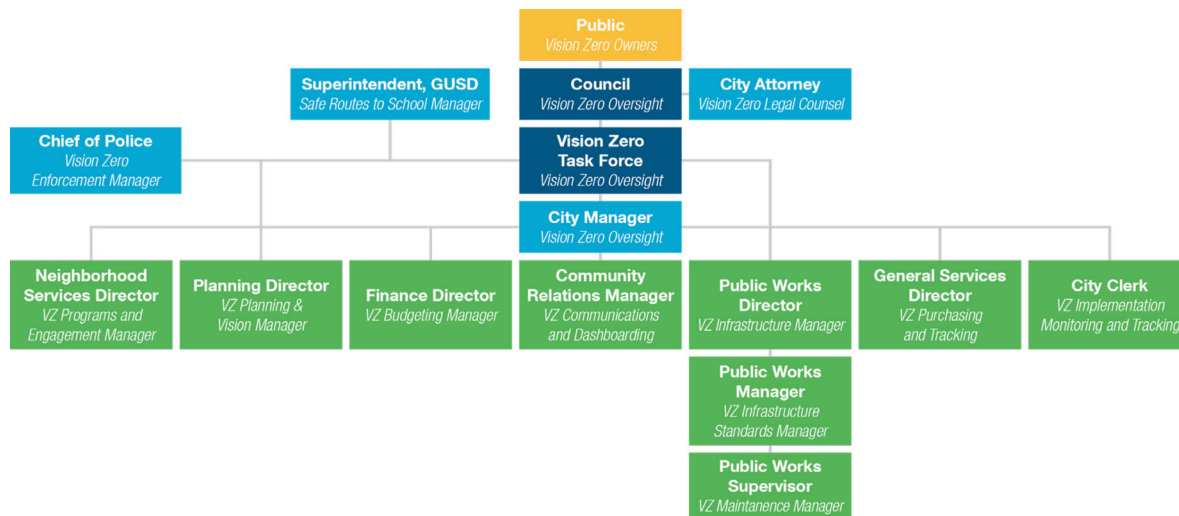 Public
Vision Zero Owners
Superintendent, GUSD
Safe Routes to School Manager
Council
Vision Zero Oversight
City Attorney
Vision Zero Legal Counsel
Chief of Police
Vision Zero
Enforcement Manager
Vision Zero
Task Force
Vision Zero Oversight
City Manager
Vision Zero Oversight
Neighborhood
Services Director
VZ Programs and
Engagement Manager
Planning Director
VZ Planning &
Vision Manager
Finance Director
VZ Budgeting Manager
Community
Relations Manager
VZ Communications
and Dashboarding
Public Works
Director
VZ Infrastructure Manager
General Services
Director
VZ Purchasing
and Tracking
City Clerk
VZ Implementation
Monitoring and Tracking
Public Works
Manager
VZ Infrastructure
Standards Manager
Public Works
Supervisor
VZ Maintanence Manager